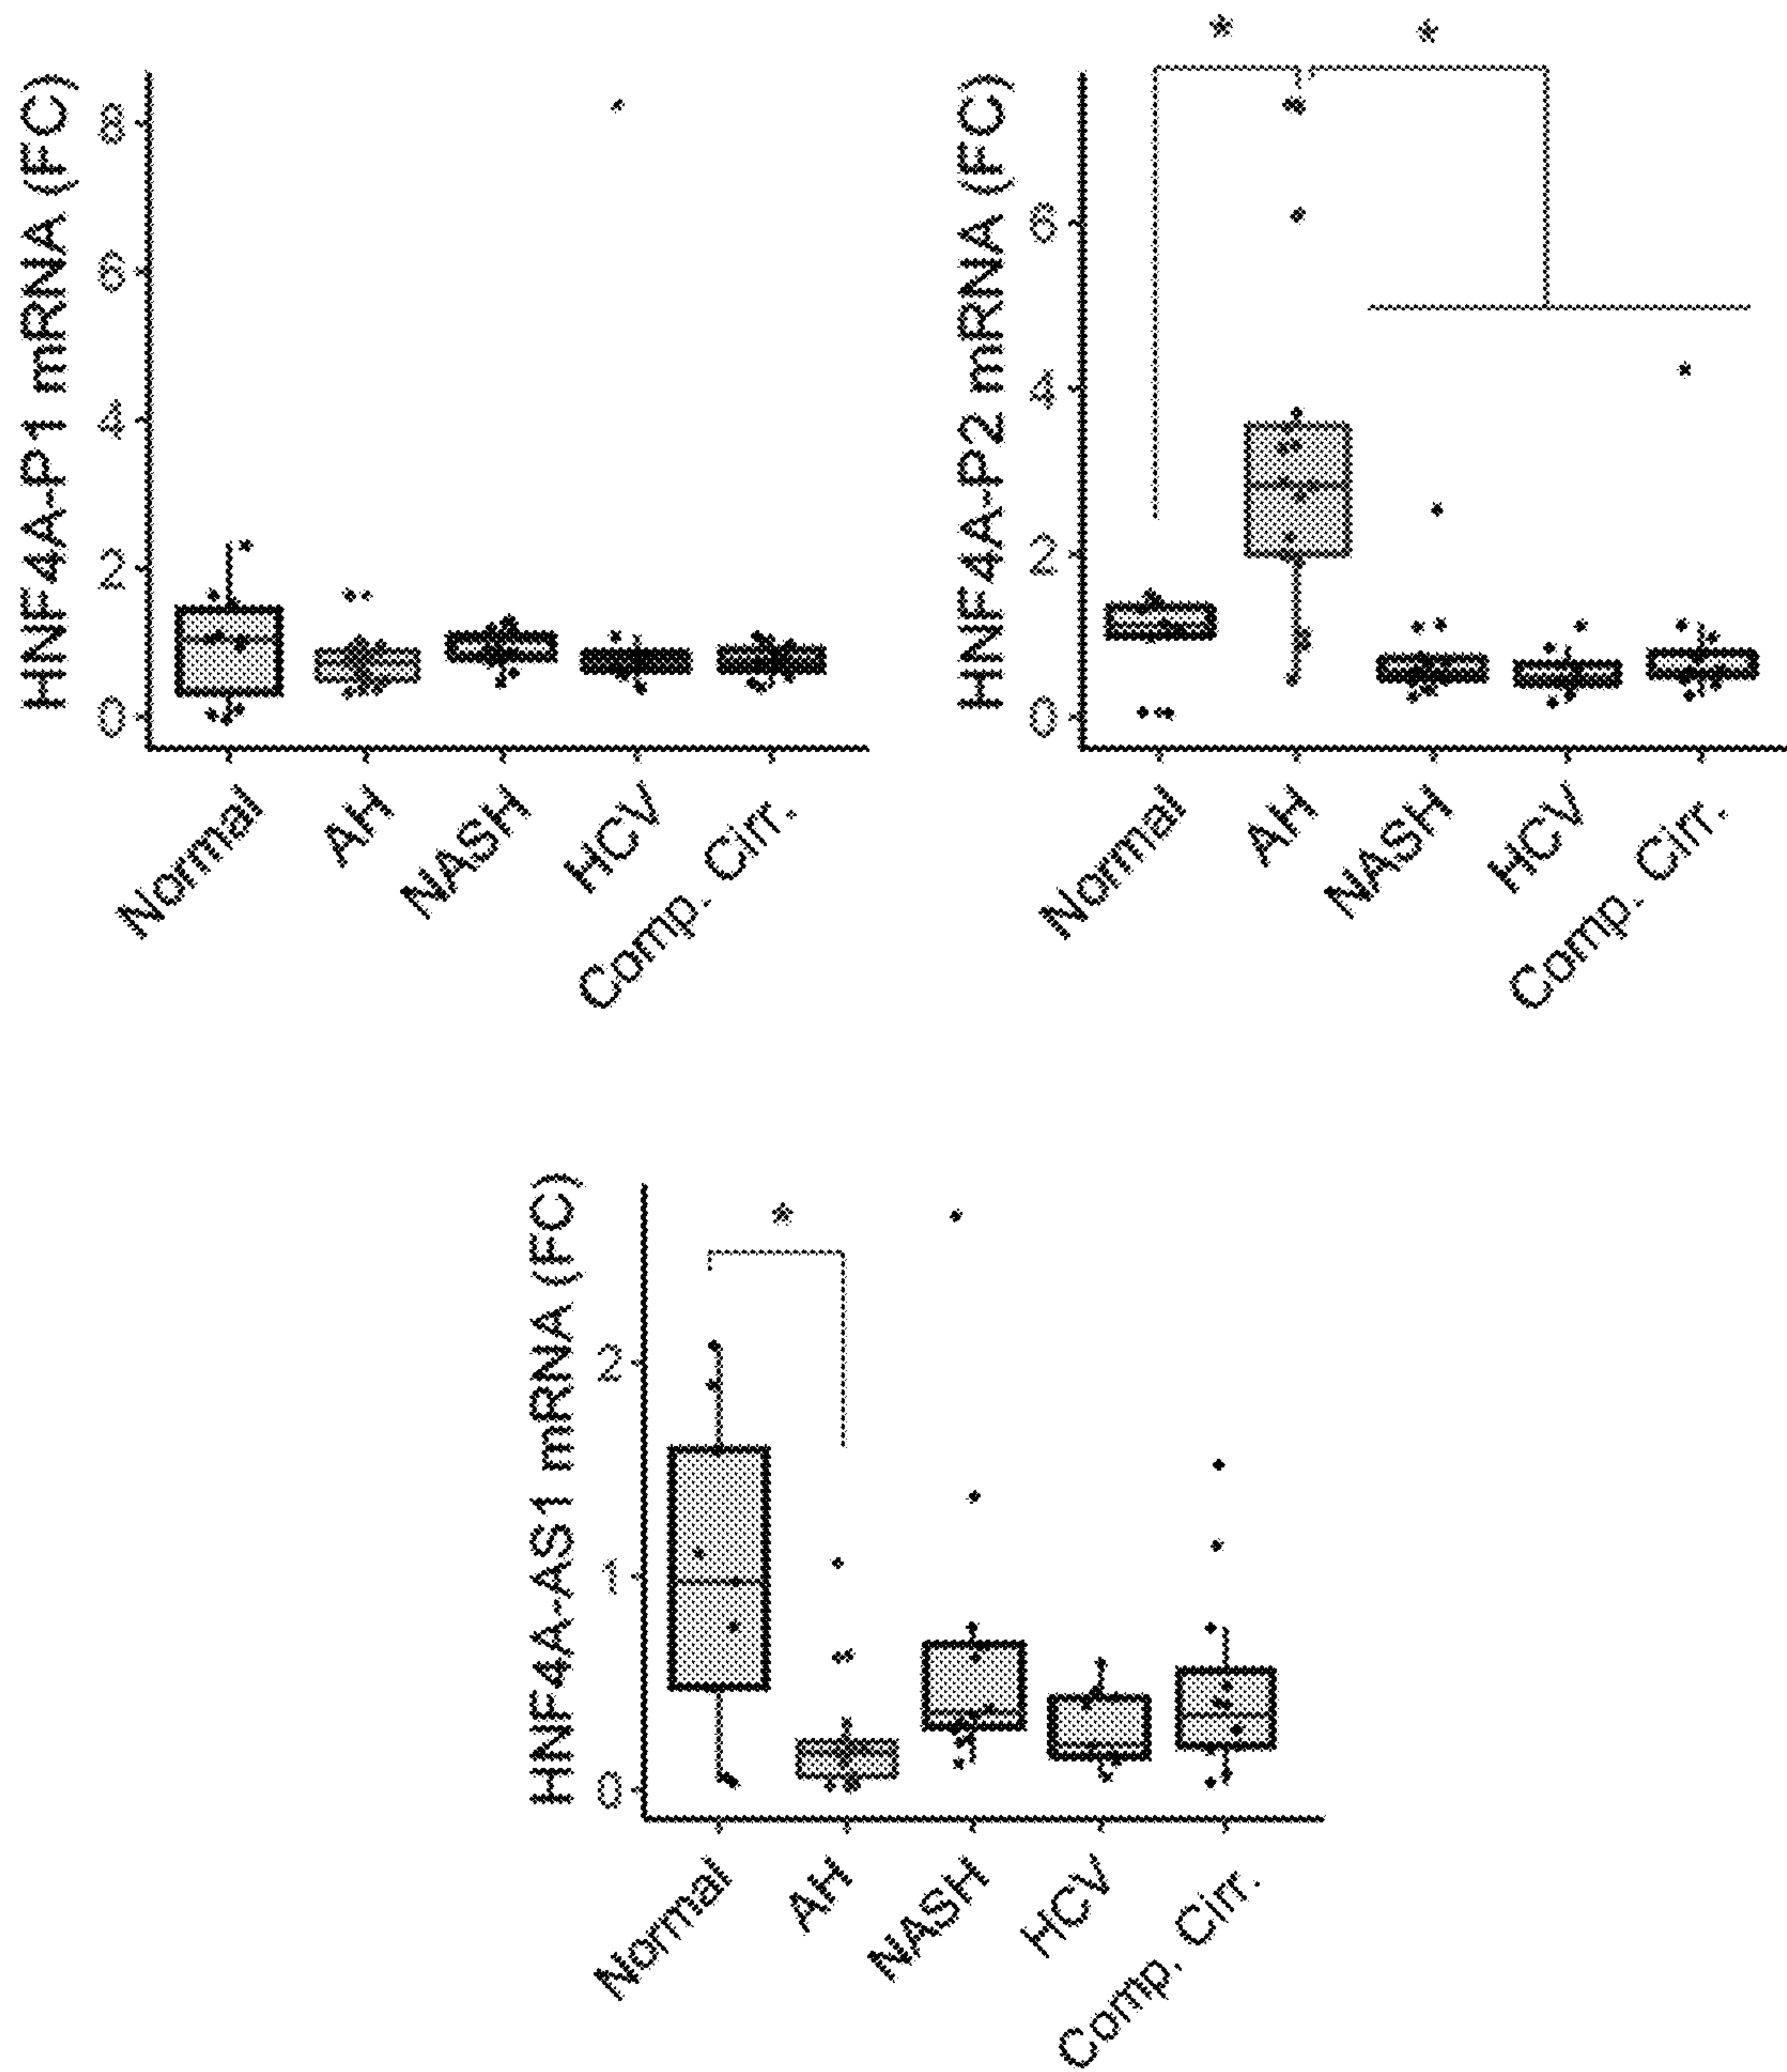 HNF4A-P1 mRNA (FC)
8
6
4
2
0
Normal
AH
NASH
HCV
Comp. Cirr.
* *
HNF4A-P2 mRNA (FC)
6
4
2
0
Normal
AH
NASH
HCV
Comp. Cirr.
*
HNF4A-AS1 mRNA (FC)
2
1
0
Normal
AH
NASH
HCV
Comp. Cirr.